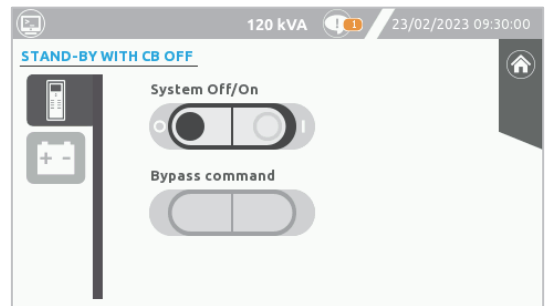 120 kVA ! 1 23/02/2023 09:30:00
STAND-BY WITH CB OFF
System Off/On
O I
+ -
Bypass command